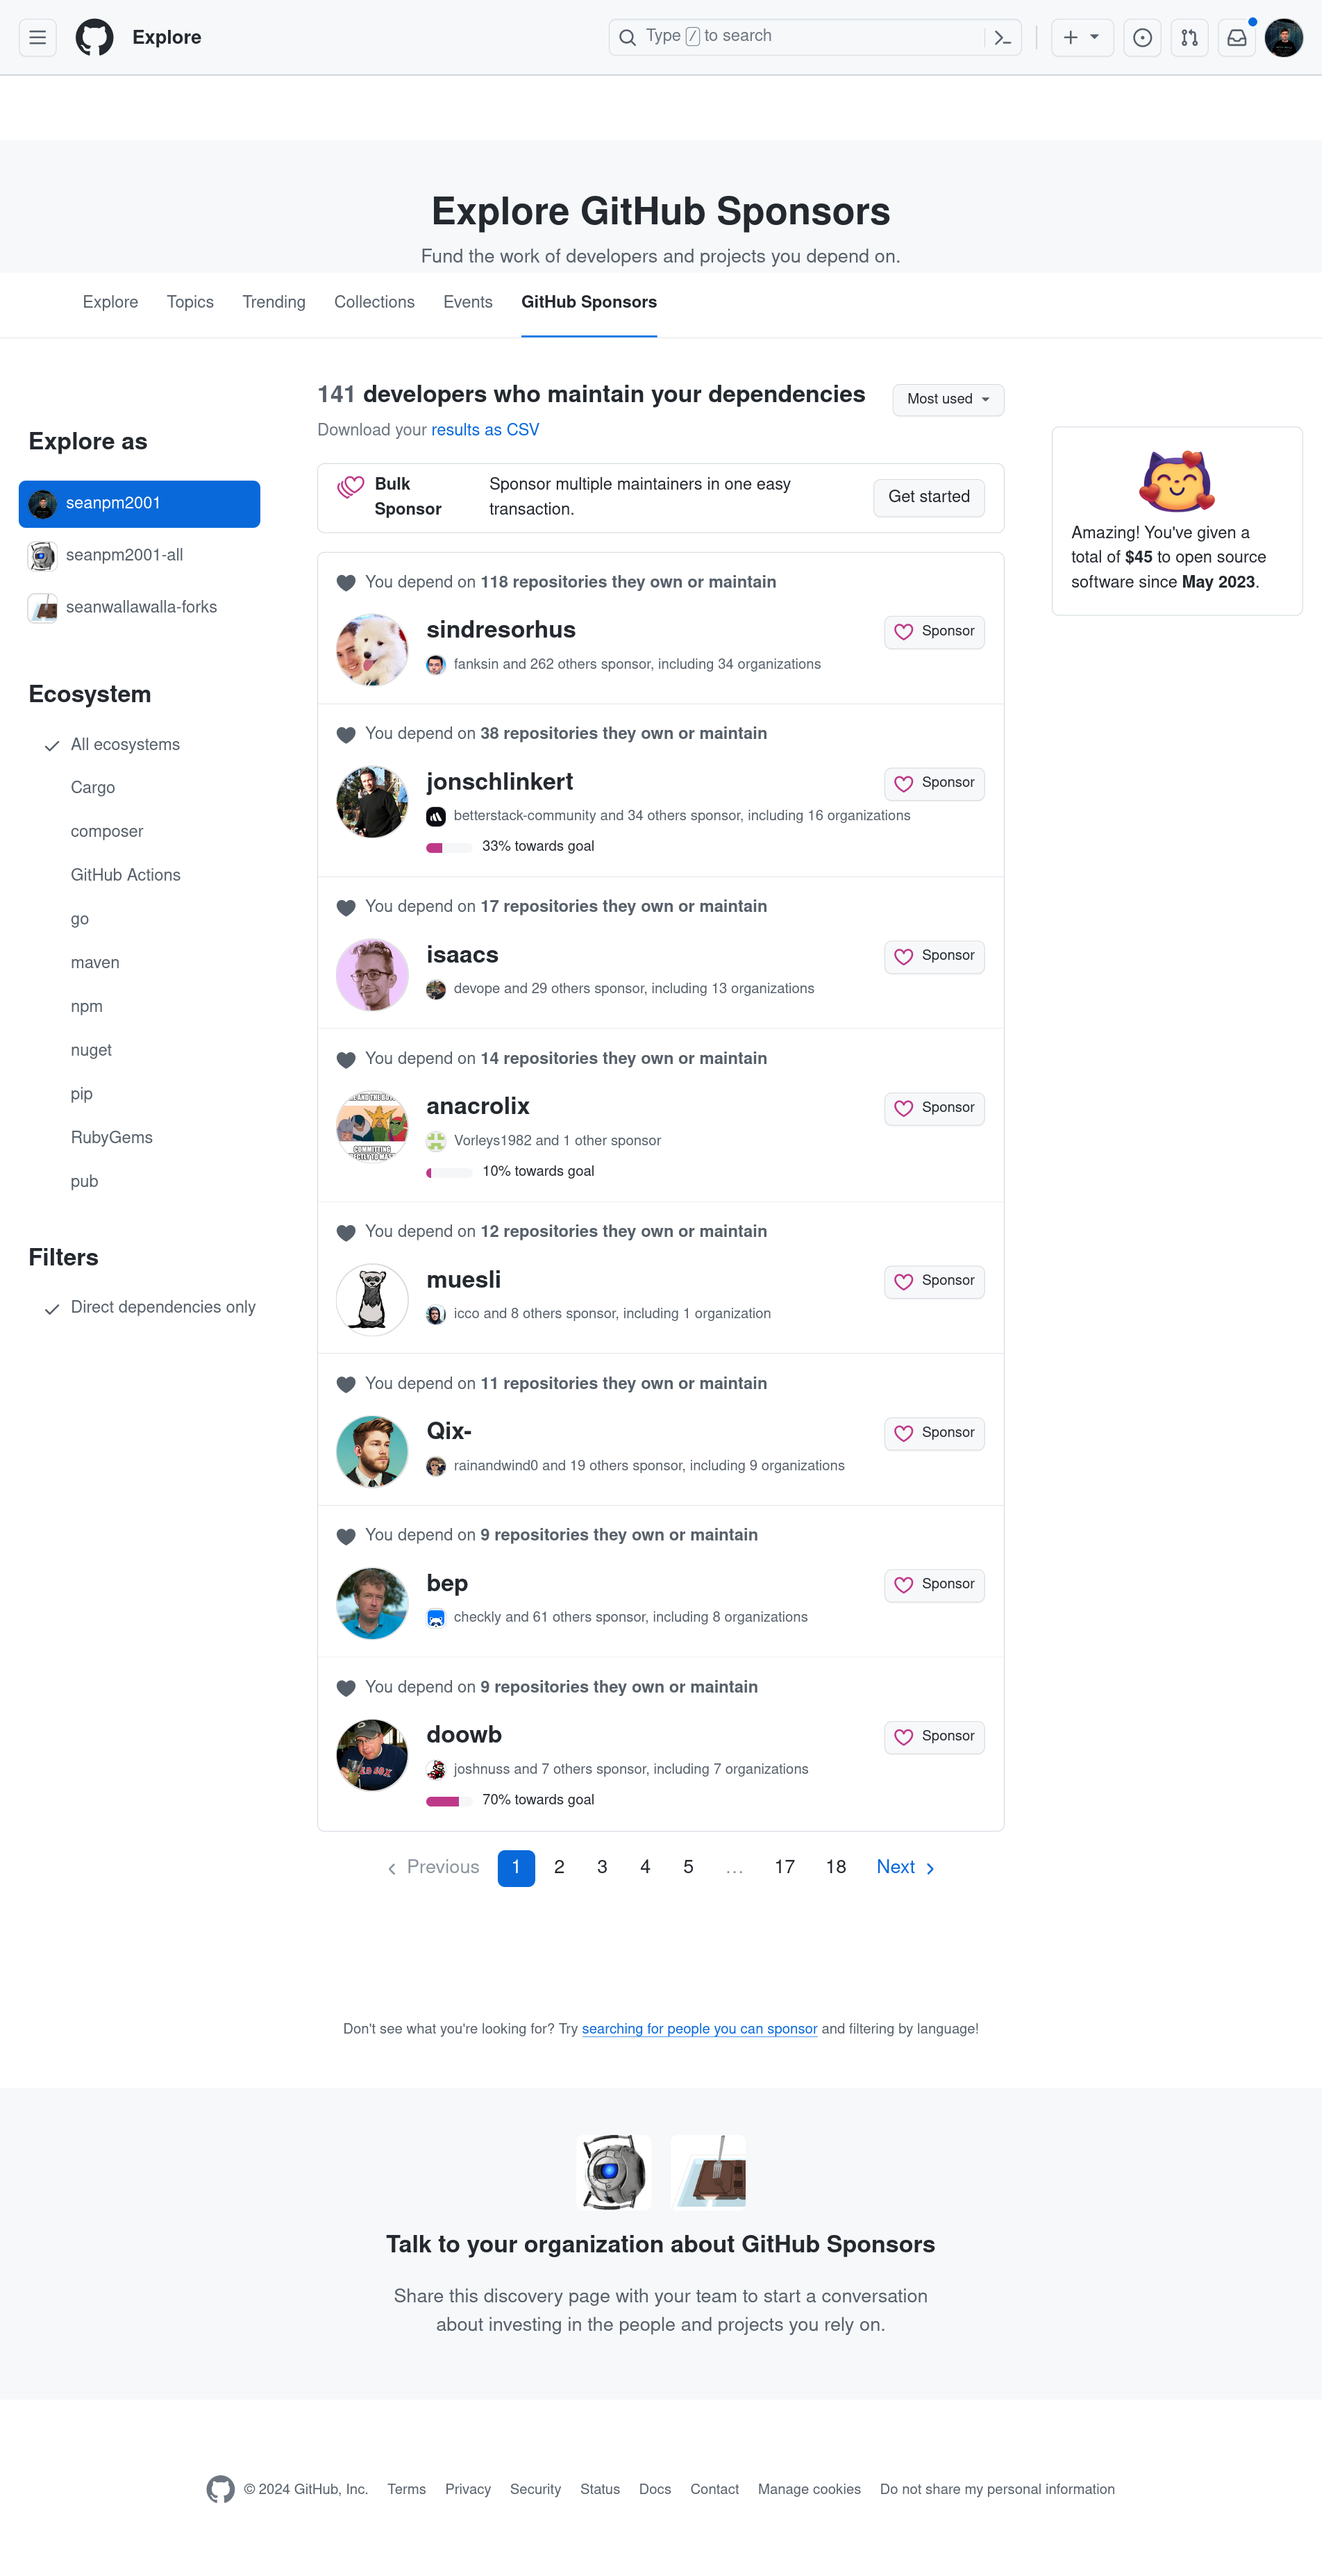 Explore
Type / to search
Explore GitHub Sponsors
Fund the work of developers and projects you depend on.
Explore Topics Trending Collections Events GitHub Sponsors
141 developers who maintain your dependencies
Most used
Download your results as CSV
Explore as
seanpm2001
seanpm2001-all
seanwallawalla-forks
Ecosystem
All ecosystems
Cargo
composer
GitHub Actions
go
maven
npm
nuget
pip
RubyGems
pub
Filters
Direct dependencies only
Bulk
Sponsor
Sponsor multiple maintainers in one easy
transaction.
Get started
You depend on 118 repositories they own or maintain
sindresorhus
Sponsor
fanksin and 262 others sponsor, including 34 organizations
You depend on 38 repositories they own or maintain
jonschlinkert
Sponsor
betterstack-community and 34 others sponsor, including 16 organizations
33% towards goal
You depend on 17 repositories they own or maintain
isaacs
Sponsor
devope and 29 others sponsor, including 13 organizations
You depend on 14 repositories they own or maintain
anacrolix
Sponsor
Vorleys1982 and 1 other sponsor
10% towards goal
You depend on 12 repositories they own or maintain
muesli
Sponsor
icco and 8 others sponsor, including 1 organization
You depend on 11 repositories they own or maintain
Qix-
Sponsor
rainandwind0 and 19 others sponsor, including 9 organizations
You depend on 9 repositories they own or maintain
bep
Sponsor
checkly and 61 others sponsor, including 8 organizations
You depend on 9 repositories they own or maintain
doowb
Sponsor
joshnuss and 7 others sponsor, including 7 organizations
70% towards goal
Previous 1 2 3 4 5 … 17 18 Next
Amazing! You've given a
total of $45 to open source
software since May 2023.
Don't see what you're looking for? Try searching for people you can sponsor and filtering by language!
Talk to your organization about GitHub Sponsors
Share this discovery page with your team to start a conversation
about investing in the people and projects you rely on.
© 2024 GitHub, Inc. Terms Privacy Security Status Docs Contact Manage cookies Do not share my personal information